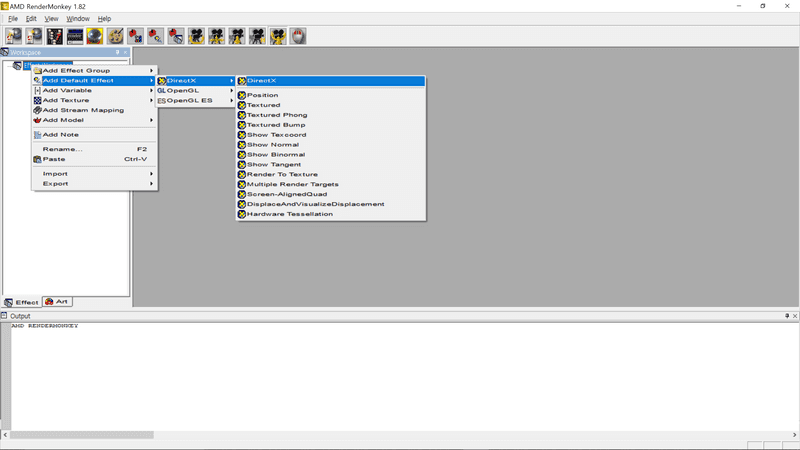 AMD RenderMonkey 1.82
File Edit View Window Help
Workspace
Add Effect Group
Add Default Effect
Add Variable
Add Texture
Add Stream Mapping
Add Model
Add Note
Rename... F2
Paste Ctrl-V
Import
Export
DirectX
OpenGL
OpenGL ES
DirectX
Position
Textured
Textured Phong
Textured Bump
Show Texcoord
Show Normal
Show Binormal
Show Tangent
Render To Texture
Multiple Render Targets
Screen-AlignedQuad
DisplaceAndVisualizeDisplacement
Hardware Tessellation
Effect Art
Output
AMD RENDERMONKEY